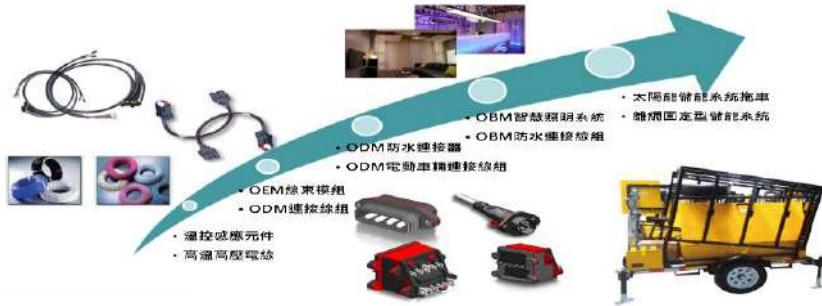 • 溫控感應元件
• 高溫高壓電線
• OEM線束模組
• ODM連接線組
• ODM防水連接器
• ODM電動車輛連接線組
• OBM智慧照明系統
• OBM防水連接線組
• 太陽能儲能系統拖車
• 離網固定型儲能系統